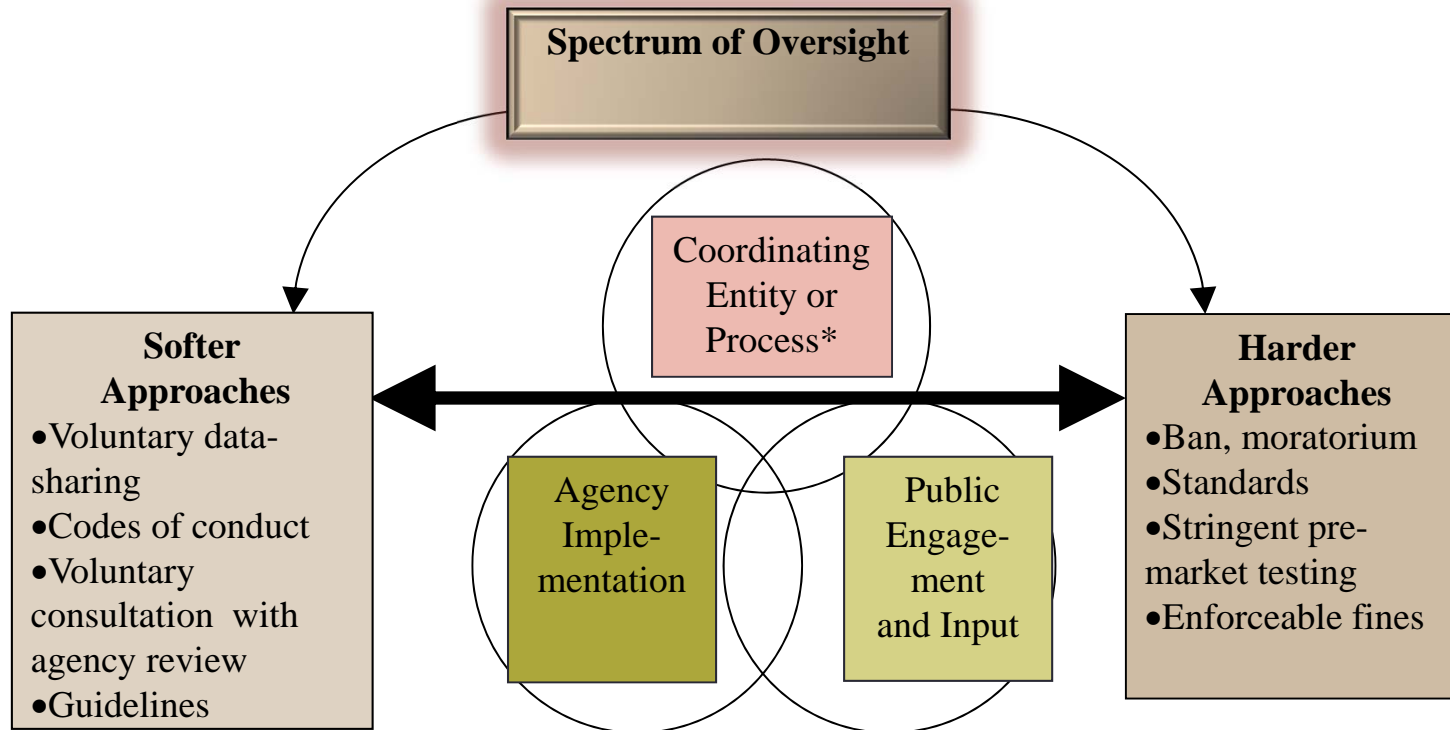 Spectrum of Oversight
Coordinating
Entity or
Process*
Softer
Approaches
•Voluntary data-
sharing
•Codes of conduct
•Voluntary
consultation with
agency review
•Guidelines
Agency
Imple-
mentation
Public
Engage-
ment
and Input
Harder
Approaches
•Ban, moratorium
•Standards
•Stringent pre-
market testing
•Enforceable fines